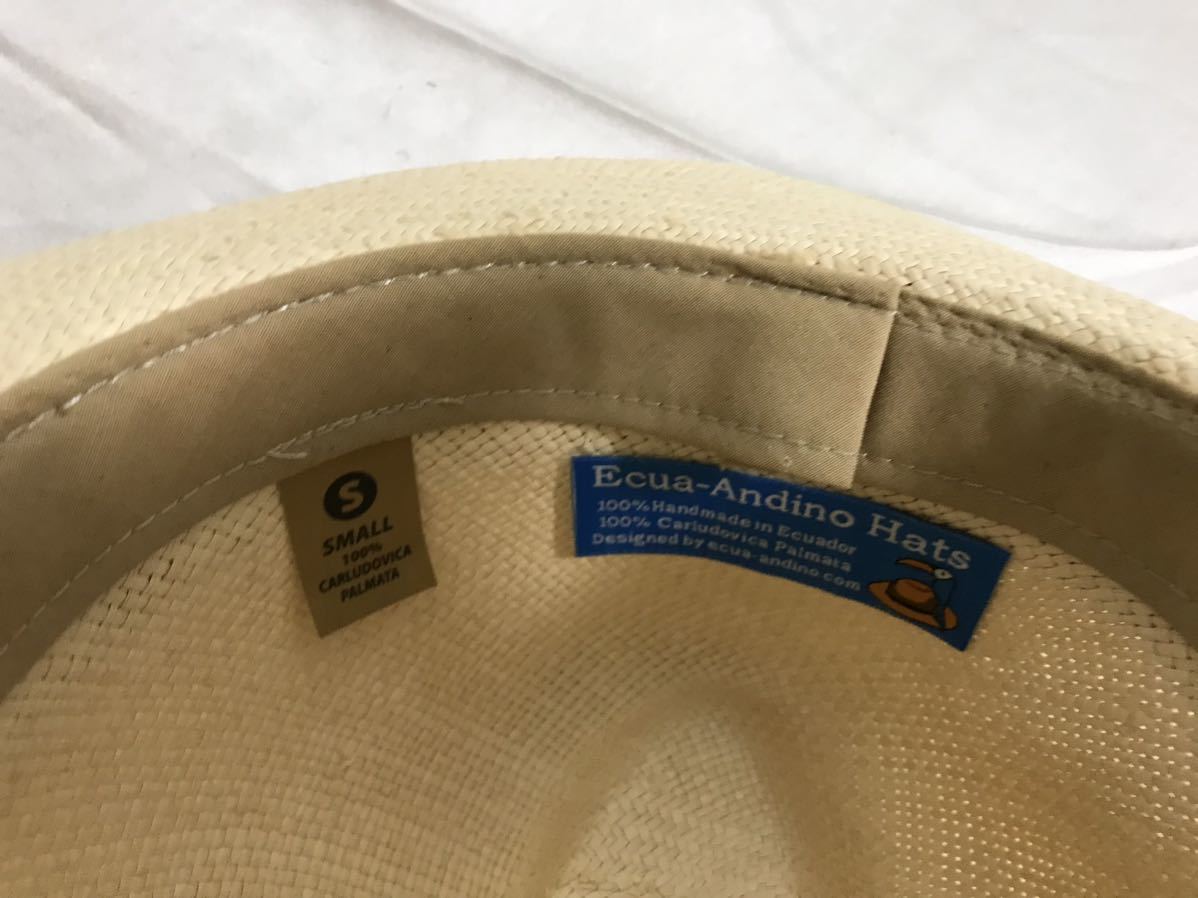 S
SMALL
100%
CARLUDOVICA
PALMATA
Ecua-Andino Hats
100% Handmade in Ecuador
100% Carludovica Palmata
Designed by ecua-andino.com